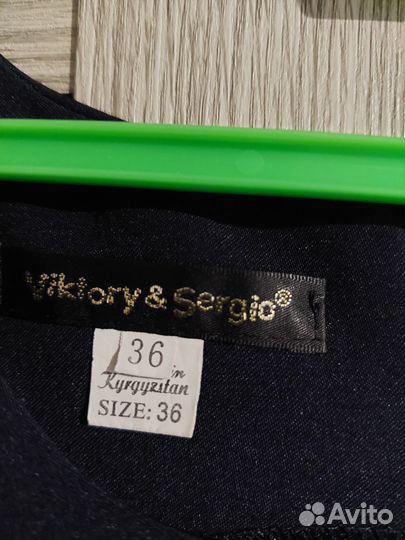 Viktory & Sergio®
36
in
Kyrgyzstan
SIZE: 36
Avito